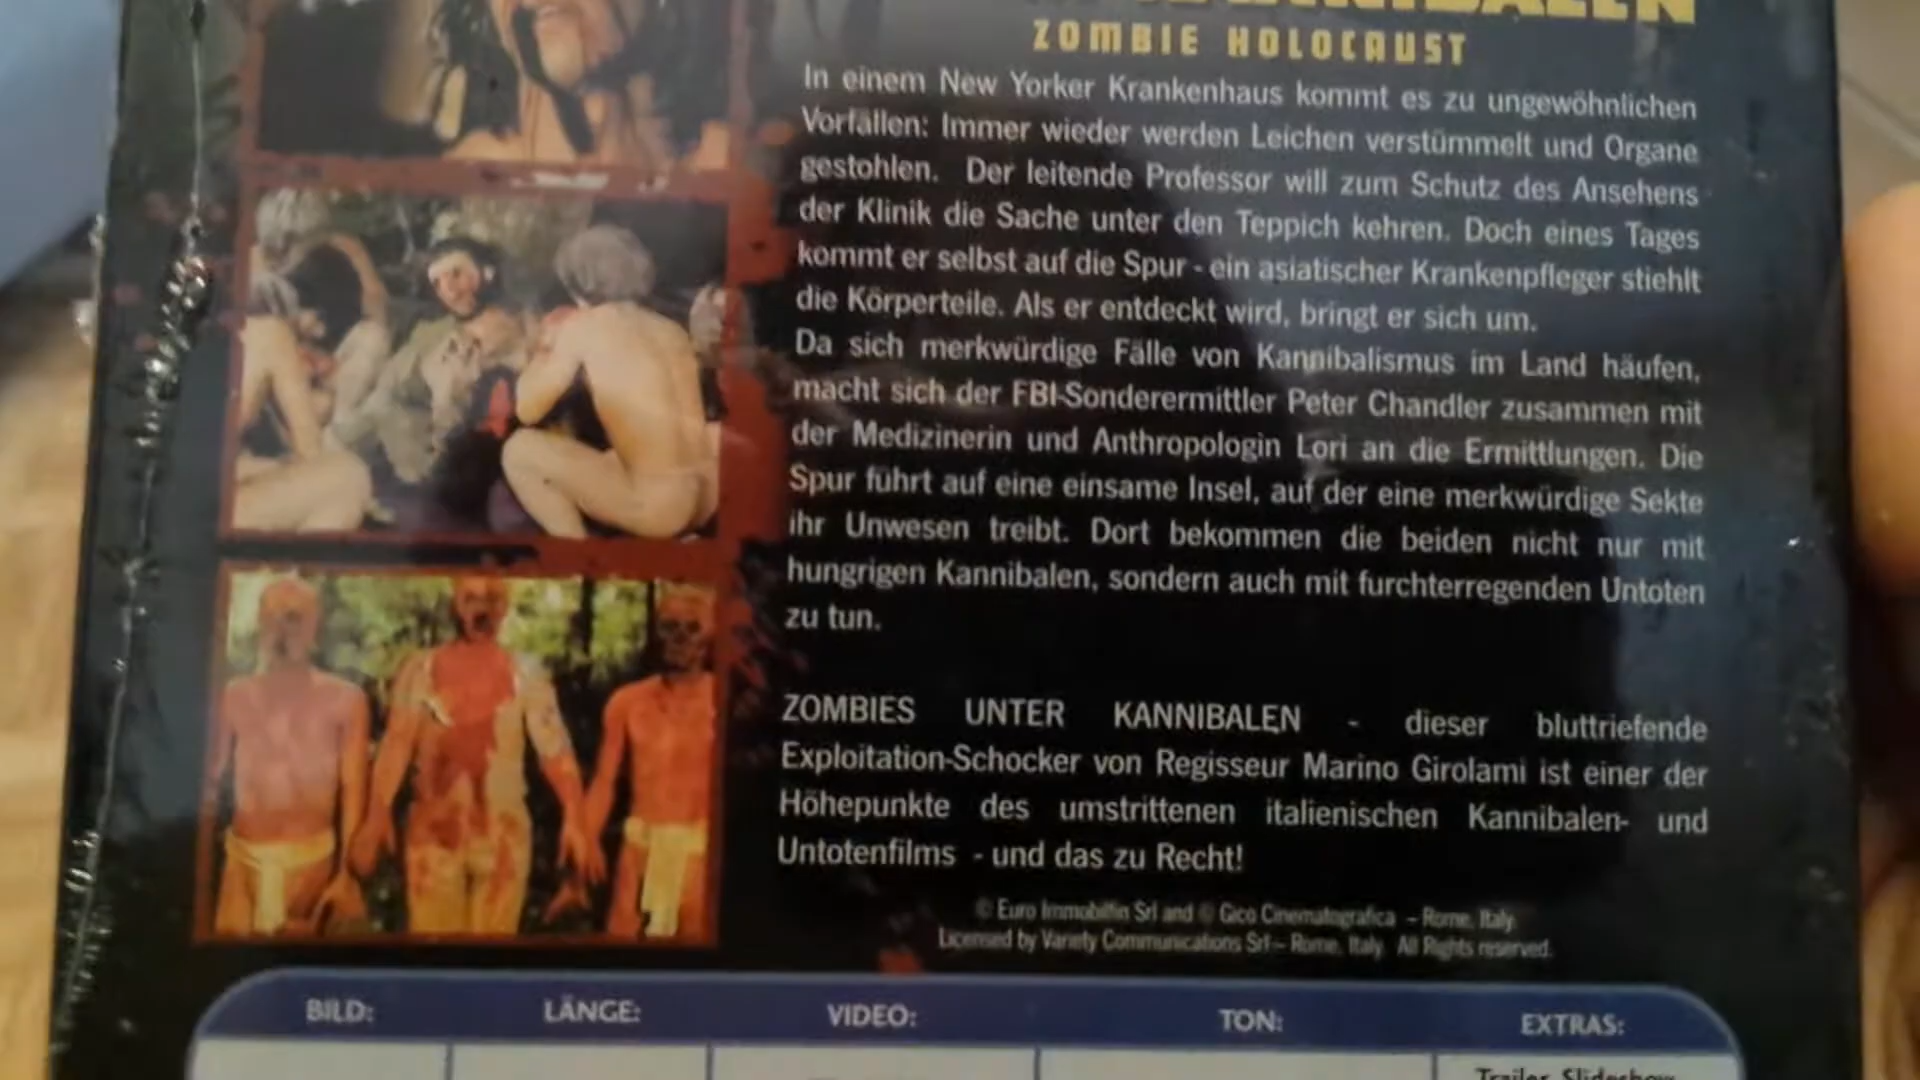 ZOMBIE HOLOCAUST
In einem New Yorker Krankenhaus kommt es zu ungewöhnlichen
Vorfällen: Immer wieder werden Leichen verstümmelt und Organe
gestohlen. Der leitende Professor will zum Schutz des Ansehens
der Klinik die Sache unter den Teppich kehren. Doch eines Tages
kommt er selbst auf die Spur - ein asiatischer Krankenpfleger stiehlt
die Körperteile. Als er entdeckt wird, bringt er sich um.
Da sich merkwürdige Fälle von Kannibalismus im Land häufen,
macht sich der FBI-Sonderermittler Peter Chandler zusammen mit
der Medizinerin und Anthropologin Lori an die Ermittlungen. Die
Spur führt auf eine einsame Insel, auf der eine merkwürdige Sekte
ihr Unwesen treibt. Dort bekommen die beiden nicht nur mit
hungrigen Kannibalen, sondern auch mit furchterregenden Untoten
zu tun.
ZOMBIES UNTER KANNIBALEN - dieser bluttriefende
Exploitation-Schocker von Regisseur Marino Girolami ist einer der
Höhepunkte des umstrittenen italienischen Kannibalen- und
Untotenfilms - und das zu Recht!
© Euro Immobilfin Srl and © Gico Cinematografica - Rome, Italy
Licensed by Variety Communications Srl - Rome, Italy. All Rights reserved.
BILD: LÄNGE: VIDEO: TON: EXTRAS:
Trailer, Slideshow